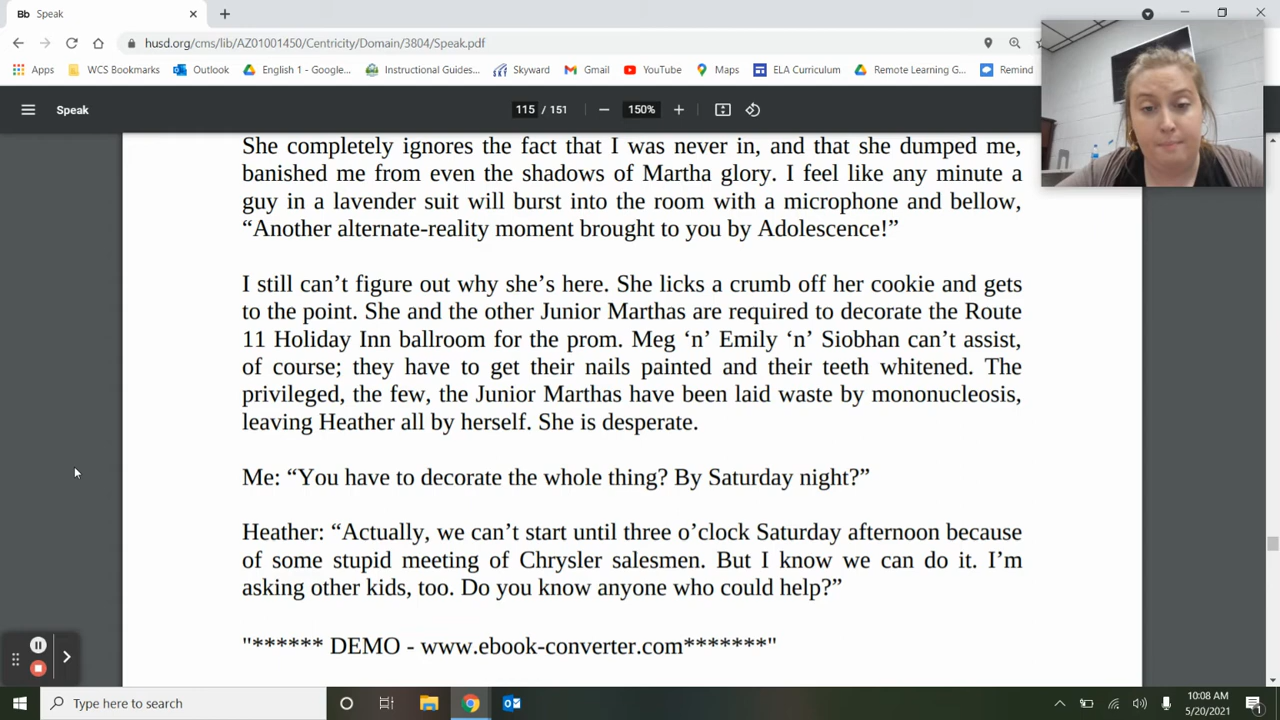 Bb Speak
husd.org/cms/lib/AZ01001450/Centricity/Domain/3804/Speak.pdf
Apps WCS Bookmarks Outlook English 1 - Google... Instructional Guides... Skyward Gmail YouTube Maps ELA Curriculum Remote Learning G... Remind
Speak 115 / 151 150%
She completely ignores the fact that I was never in, and that she dumped me,
banished me from even the shadows of Martha glory. I feel like any minute a
guy in a lavender suit will burst into the room with a microphone and bellow,
“Another alternate-reality moment brought to you by Adolescence!”
I still can’t figure out why she’s here. She licks a crumb off her cookie and gets
to the point. She and the other Junior Marthas are required to decorate the Route
11 Holiday Inn ballroom for the prom. Meg ‘n’ Emily ‘n’ Siobhan can’t assist,
of course; they have to get their nails painted and their teeth whitened. The
privileged, the few, the Junior Marthas have been laid waste by mononucleosis,
leaving Heather all by herself. She is desperate.
Me: “You have to decorate the whole thing? By Saturday night?”
Heather: “Actually, we can’t start until three o’clock Saturday afternoon because
of some stupid meeting of Chrysler salesmen. But I know we can do it. I’m
asking other kids, too. Do you know anyone who could help?”
"****** DEMO - www.ebook-converter.com*******"
Type here to search
10:08 AM
5/20/2021
1